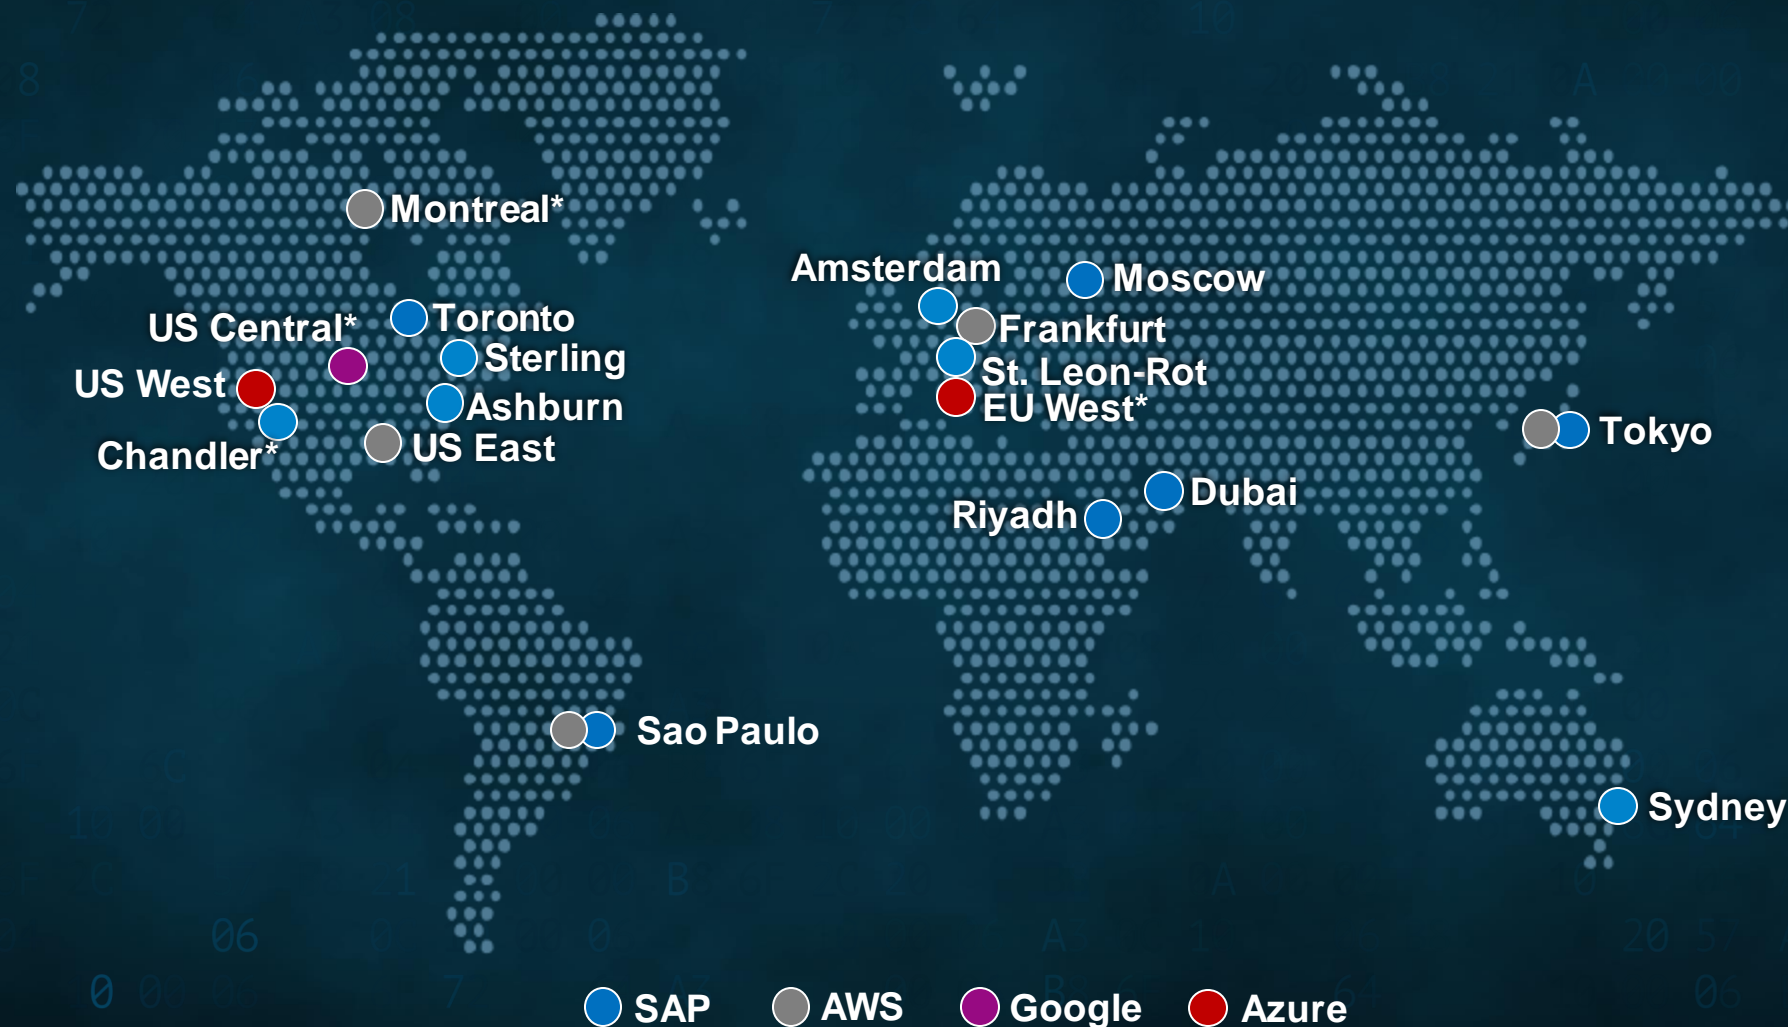 Montreal*
Amsterdam
Moscow
US Central*
Toronto
Frankfurt
Sterling
St. Leon-Rot
US West
EU West*
Ashburn
Chandler*
US East
Tokyo
Riyadh
Dubai
Sao Paulo
Sydney
SAP
AWS
Google
Azure